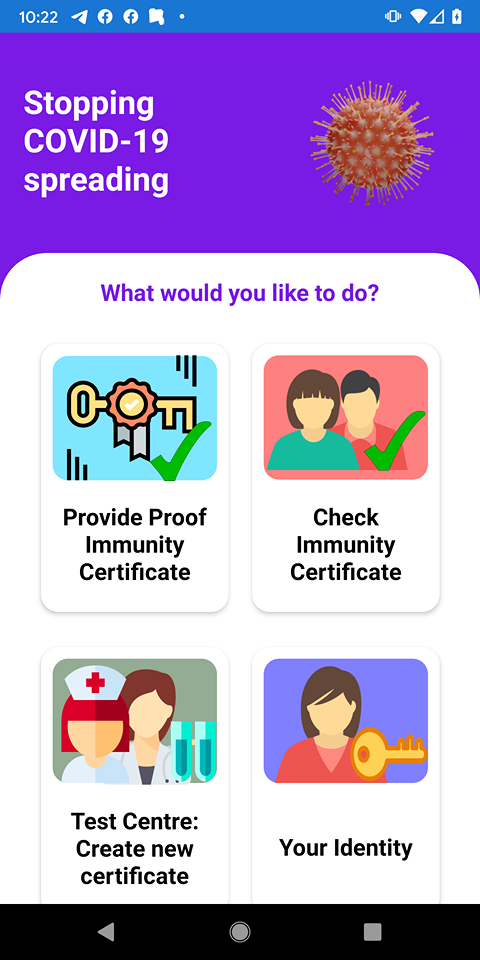 10:22
Stopping
COVID-19
spreading
What would you like to do?
Provide Proof
Immunity
Certificate
Check
Immunity
Certificate
Test Centre:
Create new
certificate
Your Identity